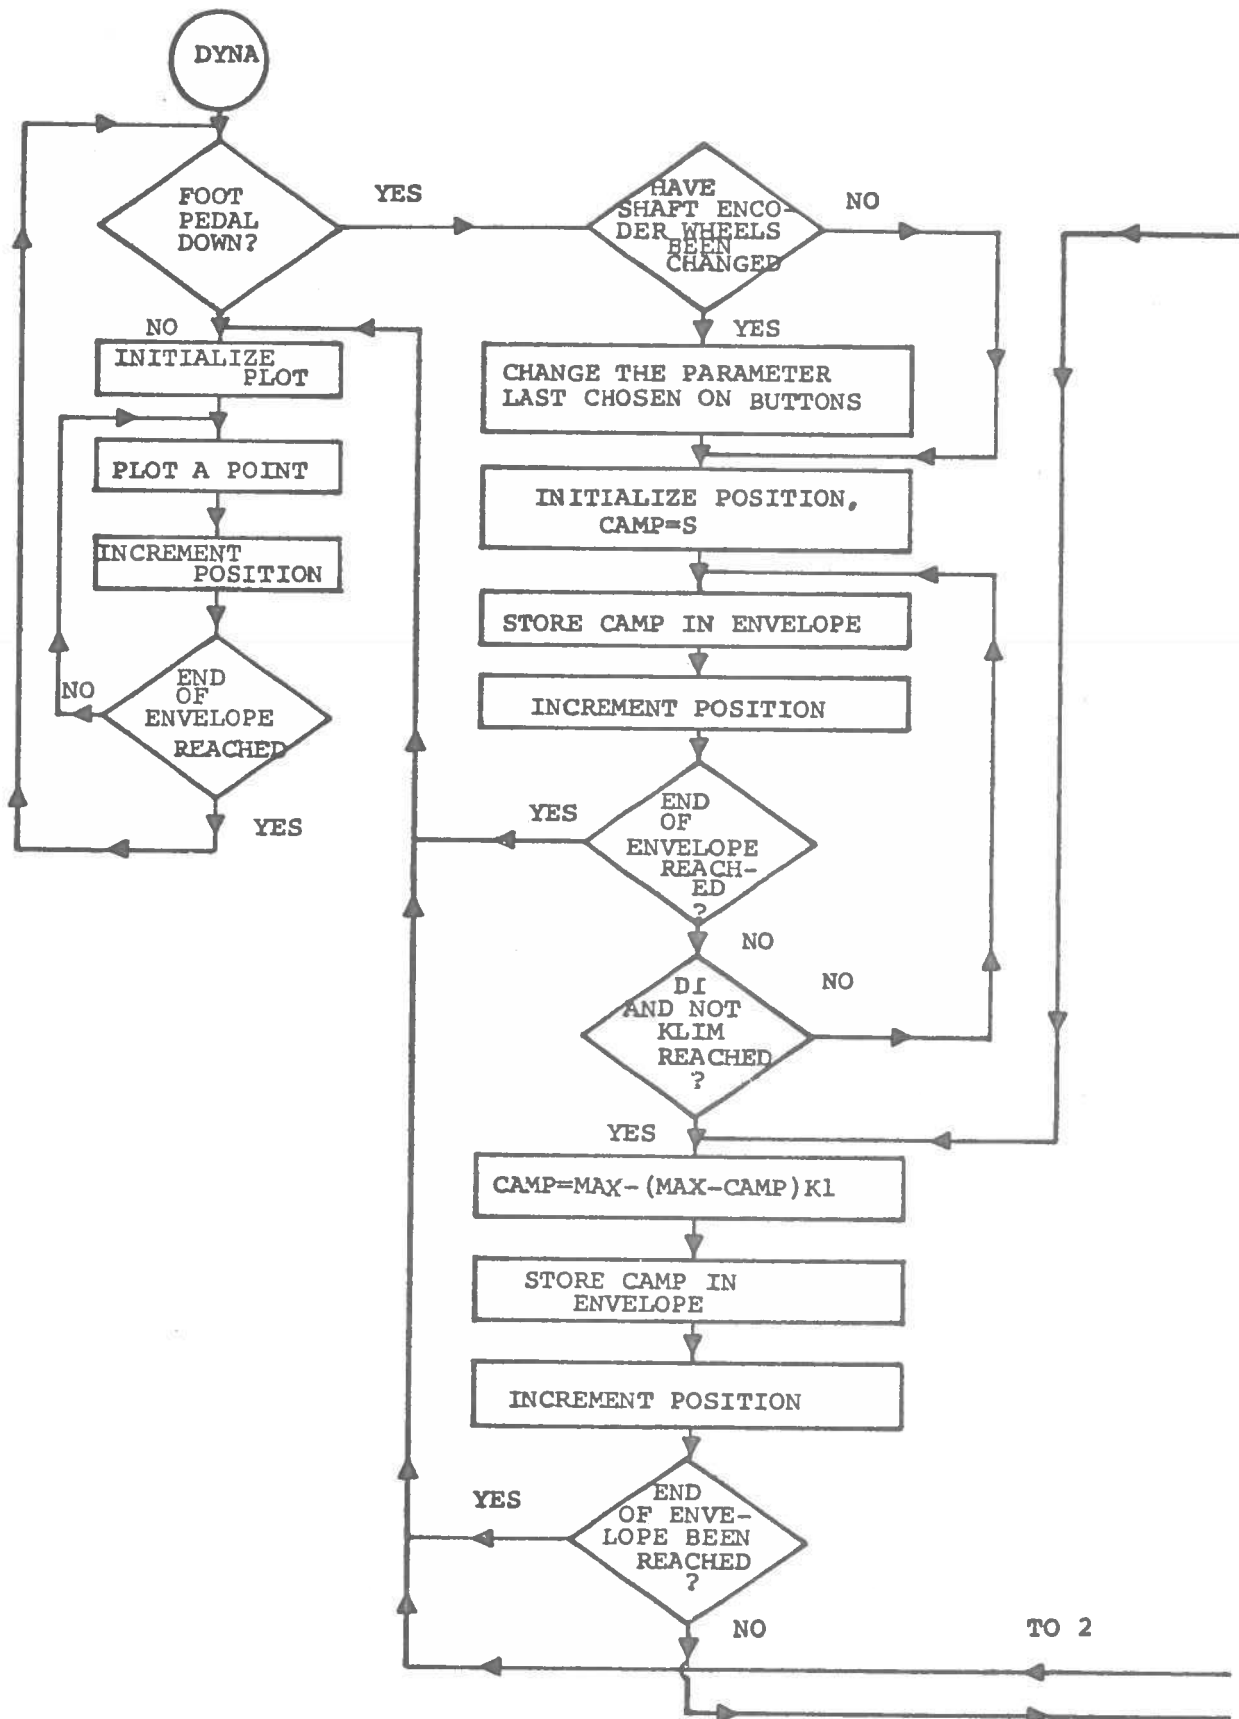 DYNA
FOOT
PEDAL
DOWN?
YES
NO
INITIALIZE
PLOT
PLOT A POINT
INCREMENT
POSITION
END
OF
ENVELOPE
REACHED
NO
YES
HAVE
SHAFT ENCO-
DER WHEELS
BEEN
CHANGED
NO
YES
CHANGE THE PARAMETER
LAST CHOSEN ON BUTTONS
INITIALIZE POSITION,
CAMP=S
STORE CAMP IN ENVELOPE
INCREMENT POSITION
END
OF
ENVELOPE
REACH-
ED
?
YES
NO
DI
AND NOT
KLIM
REACHED
?
NO
YES
CAMP=MAX-(MAX-CAMP)K1
STORE CAMP IN
ENVELOPE
INCREMENT POSITION
END
OF ENVE-
LOPE BEEN
REACHED
?
YES
NO
TO 2